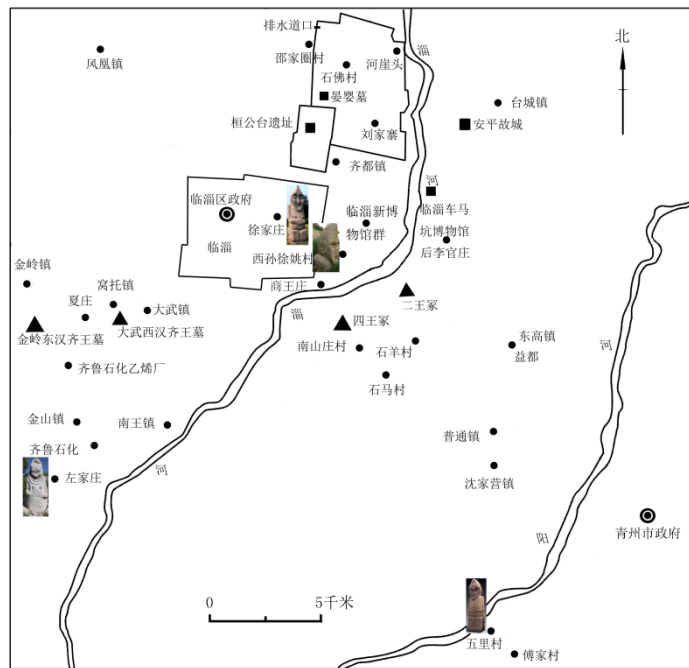 排水道口
北
邵家圈村
河崖头
淄
凤凰镇
石佛村
晏婴墓
台城镇
桓公台遗址
刘家寨
安平故城
齐都镇
河
临淄区政府
临淄新博
物馆群
临淄车马
坑博物馆
徐家庄
临淄
西孙徐姚村
后李官庄
金岭镇
商王庄
窝托镇
夏庄
大武镇
二王冢
淄
四王冢
金岭东汉齐王墓
大武西汉齐王墓
东高镇
益都
河
南山庄村
石羊村
齐鲁石化乙烯厂
石马村
金山镇
南王镇
普通镇
齐鲁石化
河
左家庄
沈家营镇
青州市政府
阳
0
5千米
五里村
傅家村